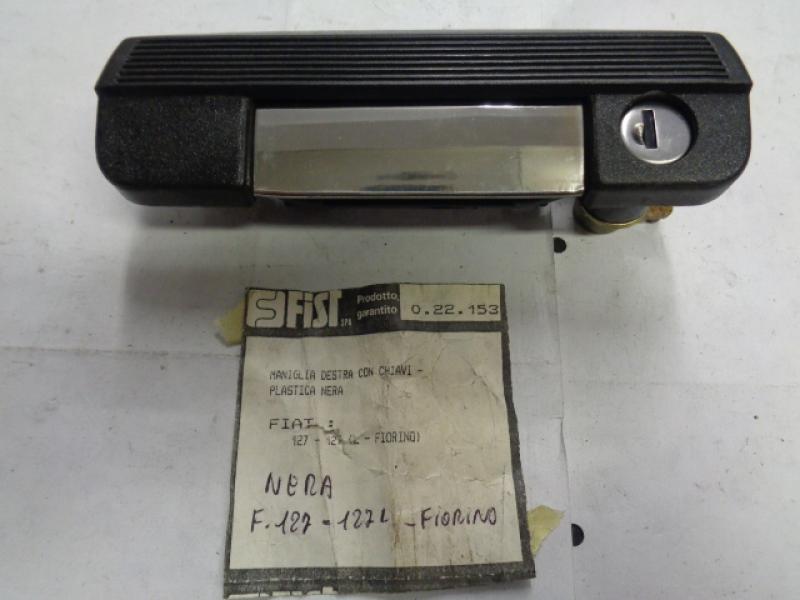 FIST SPA
Prodotto garantito
0.22.153
MANIGLIA DESTRA CON CHIAVI -
PLASTICA NERA
FIAT :
127 - 127 (L - FIORINO)
NERA
F. 127 - 127 L - FIORINO